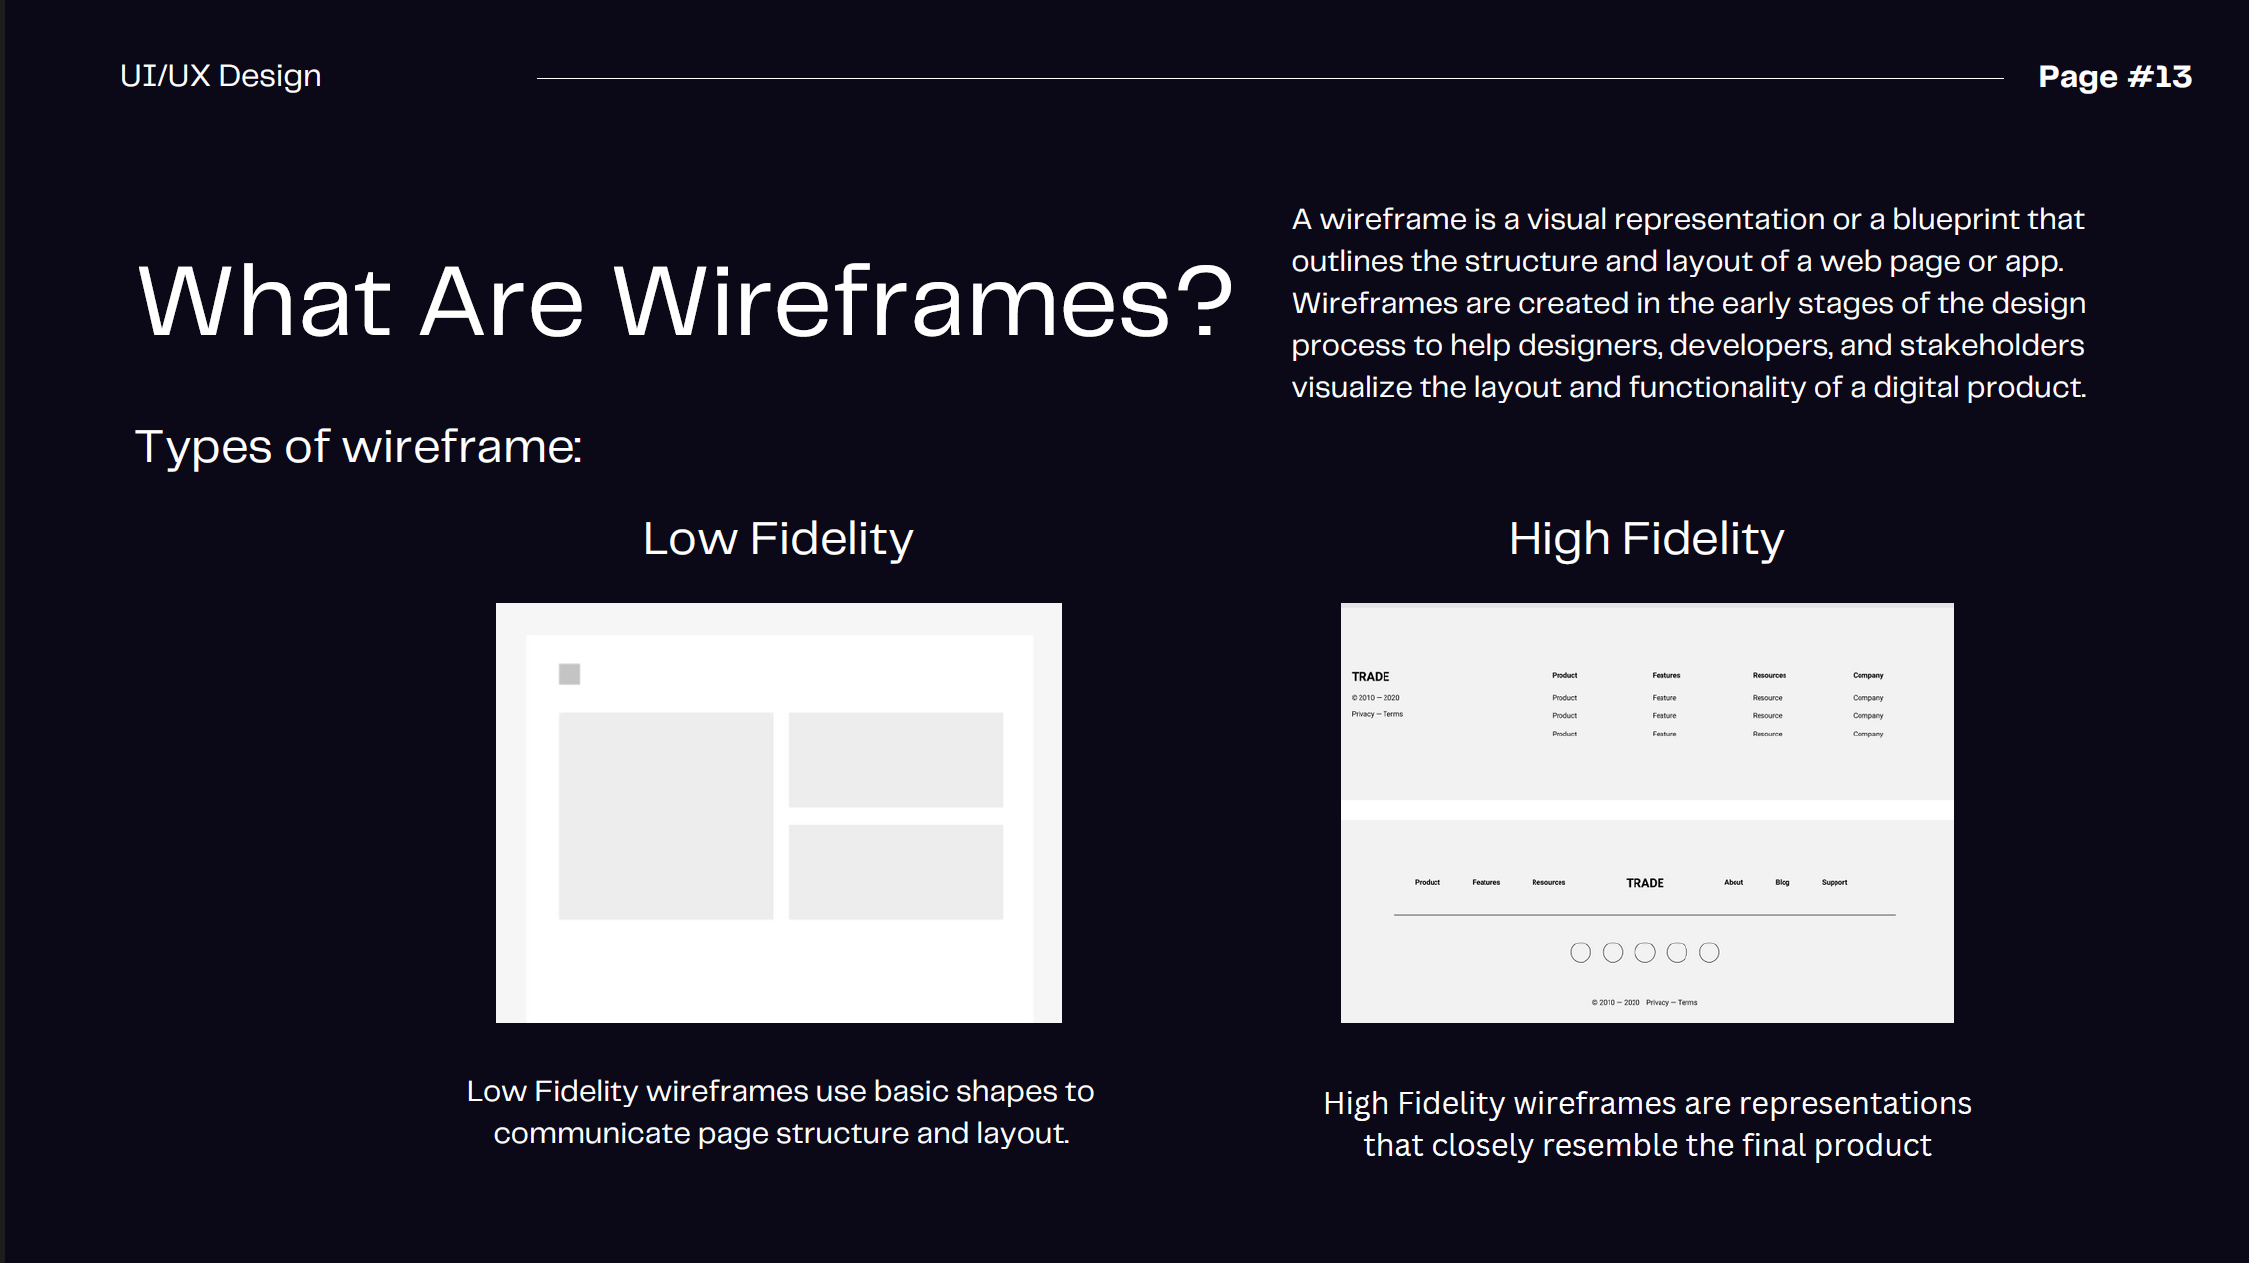 UI/UX Design
Page #13
What Are Wireframes?
A wireframe is a visual representation or a blueprint that
outlines the structure and layout of a web page or app.
Wireframes are created in the early stages of the design
process to help designers, developers, and stakeholders
visualize the layout and functionality of a digital product.
Types of wireframe:
Low Fidelity
High Fidelity
TRADE Product Features Resources Company
© 2010 — 2020 Product Feature Resource Company
Privacy — Terms Product Feature Resource Company
Product Feature Resource Company
Product Features Resources TRADE About Blog Support
© 2010 — 2020 Privacy — Terms
Low Fidelity wireframes use basic shapes to
communicate page structure and layout.
High Fidelity wireframes are representations
that closely resemble the final product